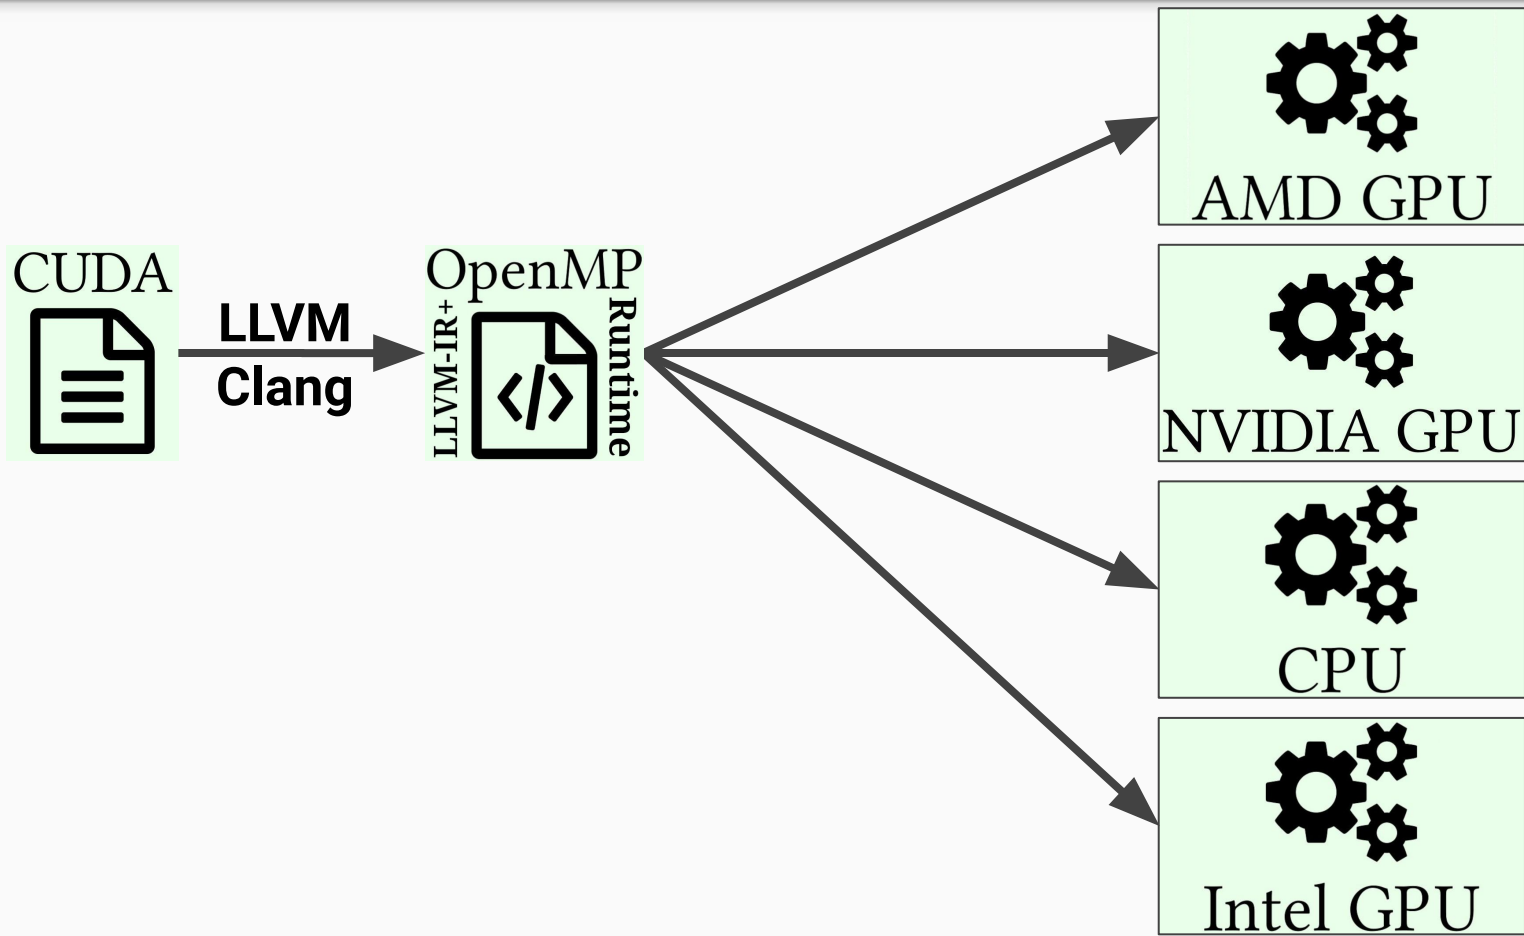 CUDA
LLVM
Clang
OpenMP
LLVM-IR+
Runtime
</>
AMD GPU
NVIDIA GPU
CPU
Intel GPU